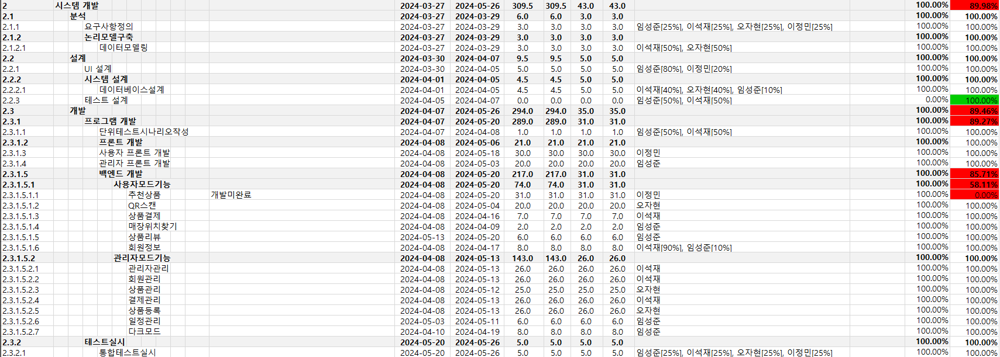 2 시스템 개발 2024-03-27 2024-05-26 309.5 309.5 43.0 43.0 100.00% 89.98%
2.1 분석 2024-03-27 2024-03-29 6.0 6.0 3.0 3.0 100.00% 100.00%
2.1.1 요구사항정의 2024-03-27 2024-03-29 3.0 3.0 3.0 3.0 임성준[25%], 이석재[25%], 오자현[25%], 이정민[25%] 100.00% 100.00%
2.1.2 논리모델구축 2024-03-27 2024-03-29 3.0 3.0 3.0 3.0 100.00% 100.00%
2.1.2.1 데이터모델링 2024-03-27 2024-03-29 3.0 3.0 3.0 3.0 이석재[50%], 오자현[50%] 100.00% 100.00%
2.2 설계 2024-03-30 2024-04-07 9.5 9.5 5.0 5.0 100.00% 100.00%
2.2.1 UI 설계 2024-03-30 2024-04-05 5.0 5.0 5.0 5.0 임성준[80%], 이정민[20%] 100.00% 100.00%
2.2.2 시스템 설계 2024-04-01 2024-04-05 4.5 4.5 5.0 5.0 100.00% 100.00%
2.2.2.1 데이터베이스설계 2024-04-01 2024-04-05 4.5 4.5 5.0 5.0 이석재[40%], 오자현[40%], 임성준[10%] 100.00% 100.00%
2.2.3 테스트 설계 2024-04-05 2024-04-07 0.0 0.0 0.0 0.0 임성준[50%], 이석재[50%] 0.00% 100.00%
2.3 개발 2024-04-07 2024-05-26 294.0 294.0 35.0 35.0 100.00% 89.46%
2.3.1 프로그램 개발 2024-04-07 2024-05-20 289.0 289.0 31.0 31.0 100.00% 89.27%
2.3.1.1 단위테스트시나리오작성 2024-04-07 2024-04-08 1.0 1.0 1.0 1.0 임성준[50%], 이석재[50%] 100.00% 100.00%
2.3.1.2 프론트 개발 2024-04-08 2024-05-06 21.0 21.0 21.0 21.0 100.00% 100.00%
2.3.1.3 사용자 프론트 개발 2024-04-08 2024-05-18 30.0 30.0 30.0 30.0 이정민 100.00% 100.00%
2.3.1.4 관리자 프론트 개발 2024-04-08 2024-05-03 20.0 20.0 20.0 20.0 임성준 100.00% 100.00%
2.3.1.5 백엔드 개발 2024-04-08 2024-05-20 217.0 217.0 31.0 31.0 100.00% 85.71%
2.3.1.5.1 사용자모드기능 2024-04-08 2024-05-20 74.0 74.0 31.0 31.0 100.00% 58.11%
2.3.1.5.1.1 추천상품 개발미완료 2024-04-08 2024-05-20 31.0 31.0 31.0 31.0 이정민 100.00% 0.00%
2.3.1.5.1.2 QR스캔 2024-04-08 2024-05-04 20.0 20.0 20.0 20.0 오자현 100.00% 100.00%
2.3.1.5.1.3 상품결제 2024-04-08 2024-04-16 7.0 7.0 7.0 7.0 이석재 100.00% 100.00%
2.3.1.5.1.4 매장위치찾기 2024-04-08 2024-04-09 2.0 2.0 2.0 2.0 임성준 100.00% 100.00%
2.3.1.5.1.5 상품리뷰 2024-05-13 2024-05-20 6.0 6.0 6.0 6.0 임성준 100.00% 100.00%
2.3.1.5.1.6 회원정보 2024-04-08 2024-04-17 8.0 8.0 8.0 8.0 이석재[90%], 임성준[10%] 100.00% 100.00%
2.3.1.5.2 관리자모드기능 2024-04-08 2024-05-13 143.0 143.0 26.0 26.0 100.00% 100.00%
2.3.1.5.2.1 관리자관리 2024-04-08 2024-05-13 26.0 26.0 26.0 26.0 이석재 100.00% 100.00%
2.3.1.5.2.2 회원관리 2024-04-08 2024-05-13 26.0 26.0 26.0 26.0 이석재 100.00% 100.00%
2.3.1.5.2.3 상품관리 2024-04-08 2024-05-12 25.0 25.0 25.0 25.0 오자현 100.00% 100.00%
2.3.1.5.2.4 결제관리 2024-04-08 2024-05-13 26.0 26.0 26.0 26.0 이석재 100.00% 100.00%
2.3.1.5.2.5 상품등록 2024-04-08 2024-05-13 26.0 26.0 26.0 26.0 오자현 100.00% 100.00%
2.3.1.5.2.6 일정관리 2024-05-03 2024-05-11 6.0 6.0 6.0 6.0 임성준 100.00% 100.00%
2.3.1.5.2.7 다크모드 2024-04-10 2024-04-19 8.0 8.0 8.0 8.0 임성준 100.00% 100.00%
2.3.2 테스트실시 2024-05-20 2024-05-26 5.0 5.0 5.0 5.0 100.00% 100.00%
2.3.2.1 통합테스트실시 2024-05-20 2024-05-26 5.0 5.0 5.0 5.0 임성준[25%], 이석재[25%], 오자현[25%], 이정민[25%] 100.00% 100.00%